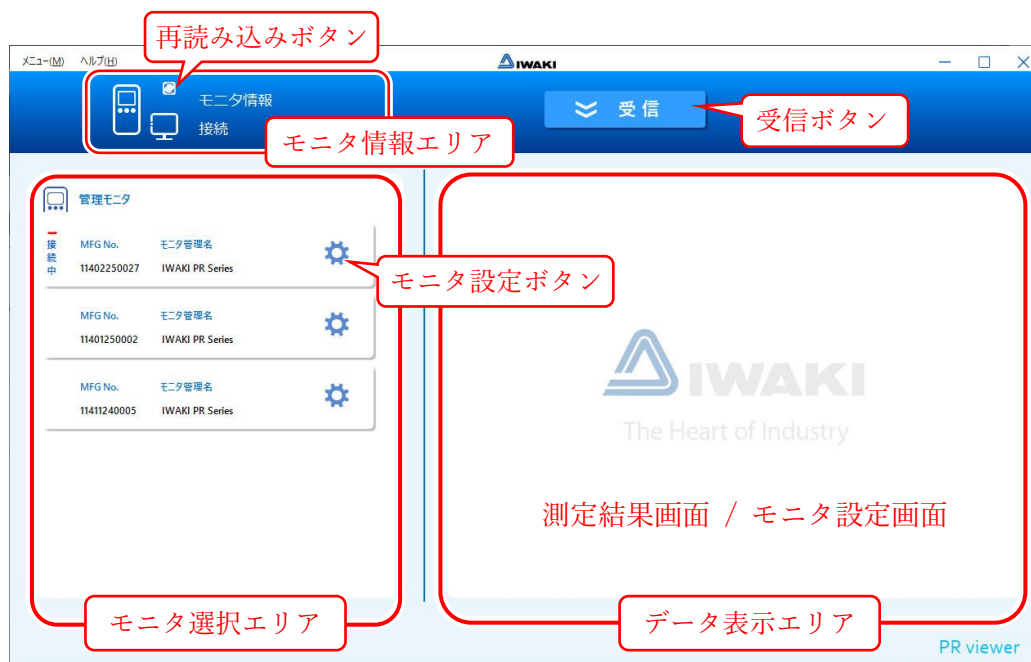 再読み込みボタン
メニュー(M) ヘルプ(H)
IWAKI
モニタ情報
接続
受信
受信ボタン
モニタ情報エリア
管理モニタ
接続中
MFG No. モニタ管理名
11402250027 IWAKI PR Series
モニタ設定ボタン
MFG No. モニタ管理名
11401250002 IWAKI PR Series
MFG No. モニタ管理名
11411240005 IWAKI PR Series
IWAKI
The Heart of Industry
測定結果画面 / モニタ設定画面
モニタ選択エリア
データ表示エリア
PR viewer